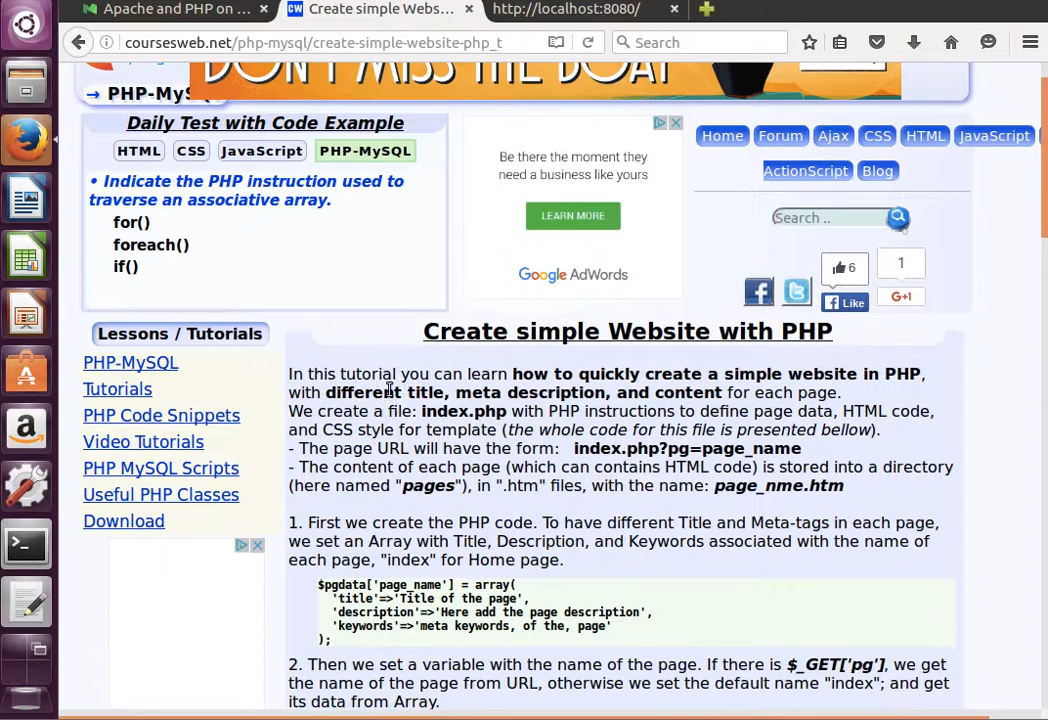 Apache and PHP on ...
Create simple Webs...
http://localhost:8080/
coursesweb.net/php-mysql/create-simple-website-php_t
Search
DON'T MISS THE BOAT
→ PHP-MySQL
Daily Test with Code Example
HTML CSS JavaScript PHP-MySQL
• Indicate the PHP instruction used to
traverse an associative array.
for()
foreach()
if()
Be there the moment they
need a business like yours
LEARN MORE
Google AdWords
Home Forum Ajax CSS HTML JavaScript
ActionScript Blog
Search ..
6
Like
1
G+1
Lessons / Tutorials
PHP-MySQL
Tutorials
PHP Code Snippets
Video Tutorials
PHP MySQL Scripts
Useful PHP Classes
Download
Create simple Website with PHP
In this tutorial you can learn how to quickly create a simple website in PHP,
with different title, meta description, and content for each page.
We create a file: index.php with PHP instructions to define page data, HTML code,
and CSS style for template (the whole code for this file is presented bellow).
- The page URL will have the form: index.php?pg=page_name
- The content of each page (which can contains HTML code) is stored into a directory
(here named "pages"), in ".htm" files, with the name: page_nme.htm
1. First we create the PHP code. To have different Title and Meta-tags in each page,
we set an Array with Title, Description, and Keywords associated with the name of
each page, "index" for Home page.
$pgdata['page_name'] = array(
'title'=>'Title of the page',
'description'=>'Here add the page description',
'keywords'=>'meta keywords, of the, page'
);
2. Then we set a variable with the name of the page. If there is $_GET['pg'], we get
the name of the page from URL, otherwise we set the default name "index"; and get
its data from Array.